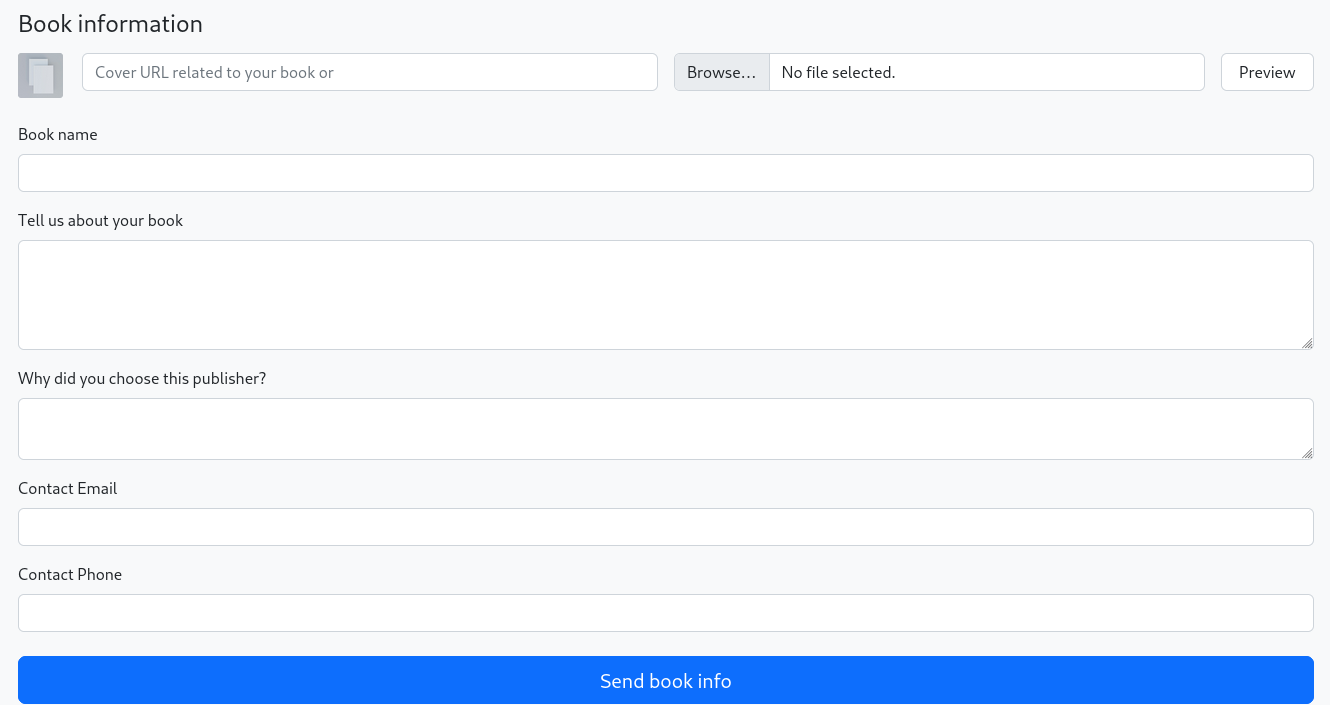 Book information
Cover URL related to your book or
Browse... No file selected.
Preview
Book name
Tell us about your book
Why did you choose this publisher?
Contact Email
Contact Phone
Send book info